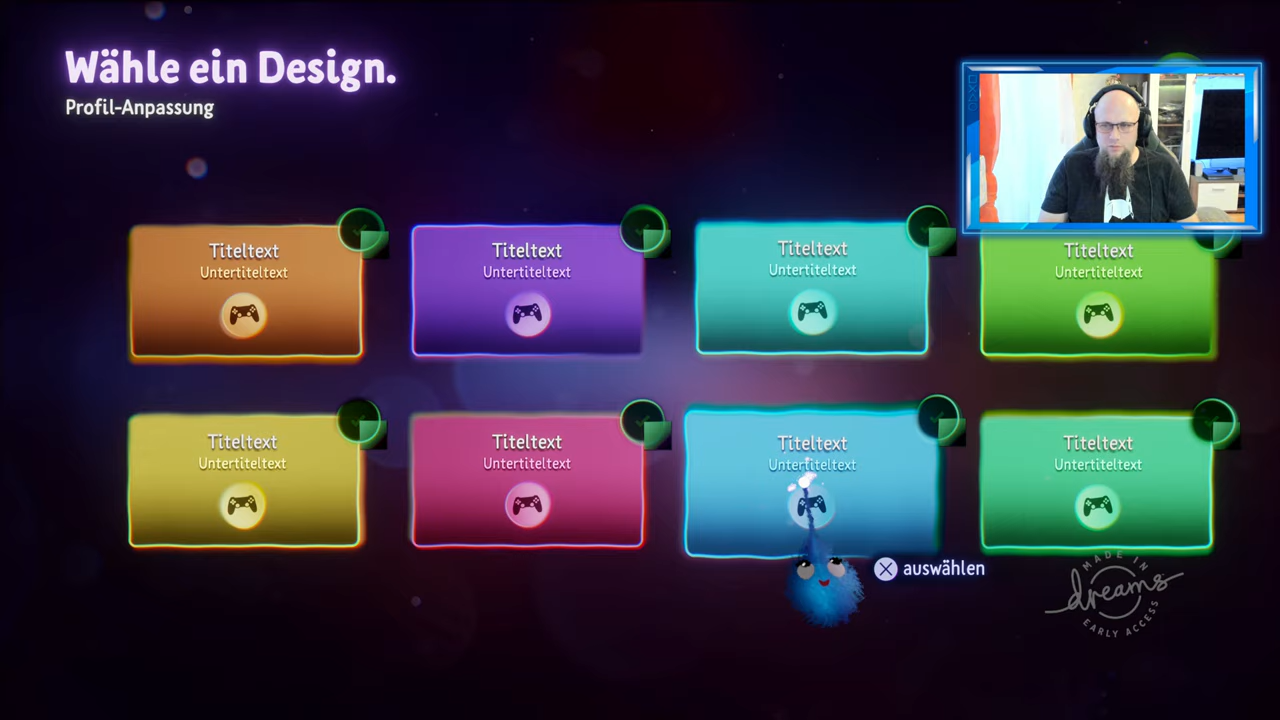 Wähle ein Design.
Profil-Anpassung
Titeltext
Untertiteltext
Titeltext
Untertiteltext
Titeltext
Untertiteltext
Titeltext
Untertiteltext
Titeltext
Untertiteltext
Titeltext
Untertiteltext
Titeltext
Untertiteltext
Titeltext
Untertiteltext
auswählen
MADE IN
dreams
EARLY ACCESS